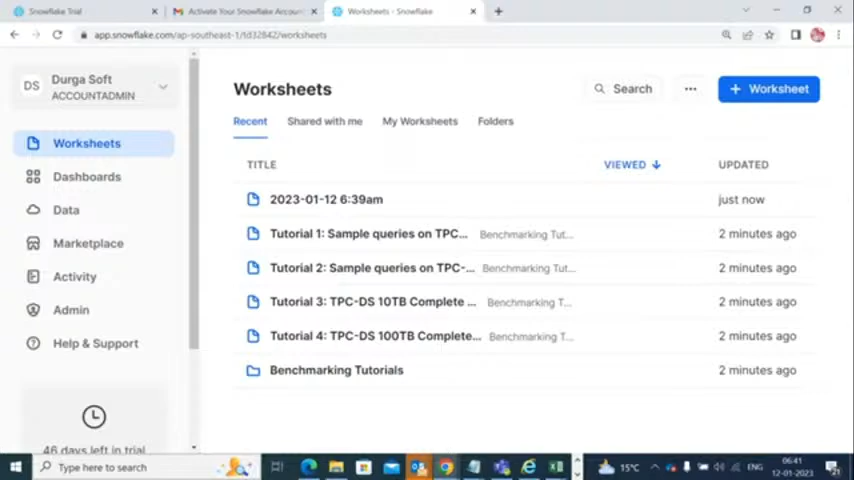 Snowflake Trial
Activate Your Snowflake Accoun
Worksheets - Snowflake
app.snowflake.com/ap-southeast-1/td32842/worksheets
DS
Durga Soft
ACCOUNTADMIN
Worksheets
Dashboards
Data
Marketplace
Activity
Admin
Help & Support
46 days left in trial
Worksheets
Search
Worksheet
Recent
Shared with me
My Worksheets
Folders
TITLE
VIEWED
UPDATED
2023-01-12 6:39am
just now
Tutorial 1: Sample queries on TPC...
Benchmarking Tut...
2 minutes ago
Tutorial 2: Sample queries on TPC-...
Benchmarking Tut...
2 minutes ago
Tutorial 3: TPC-DS 10TB Complete ...
Benchmarking T...
2 minutes ago
Tutorial 4: TPC-DS 100TB Complete...
Benchmarking T...
2 minutes ago
Benchmarking Tutorials
2 minutes ago
Type here to search
15°C
ENG
06:41
12-01-2023
21